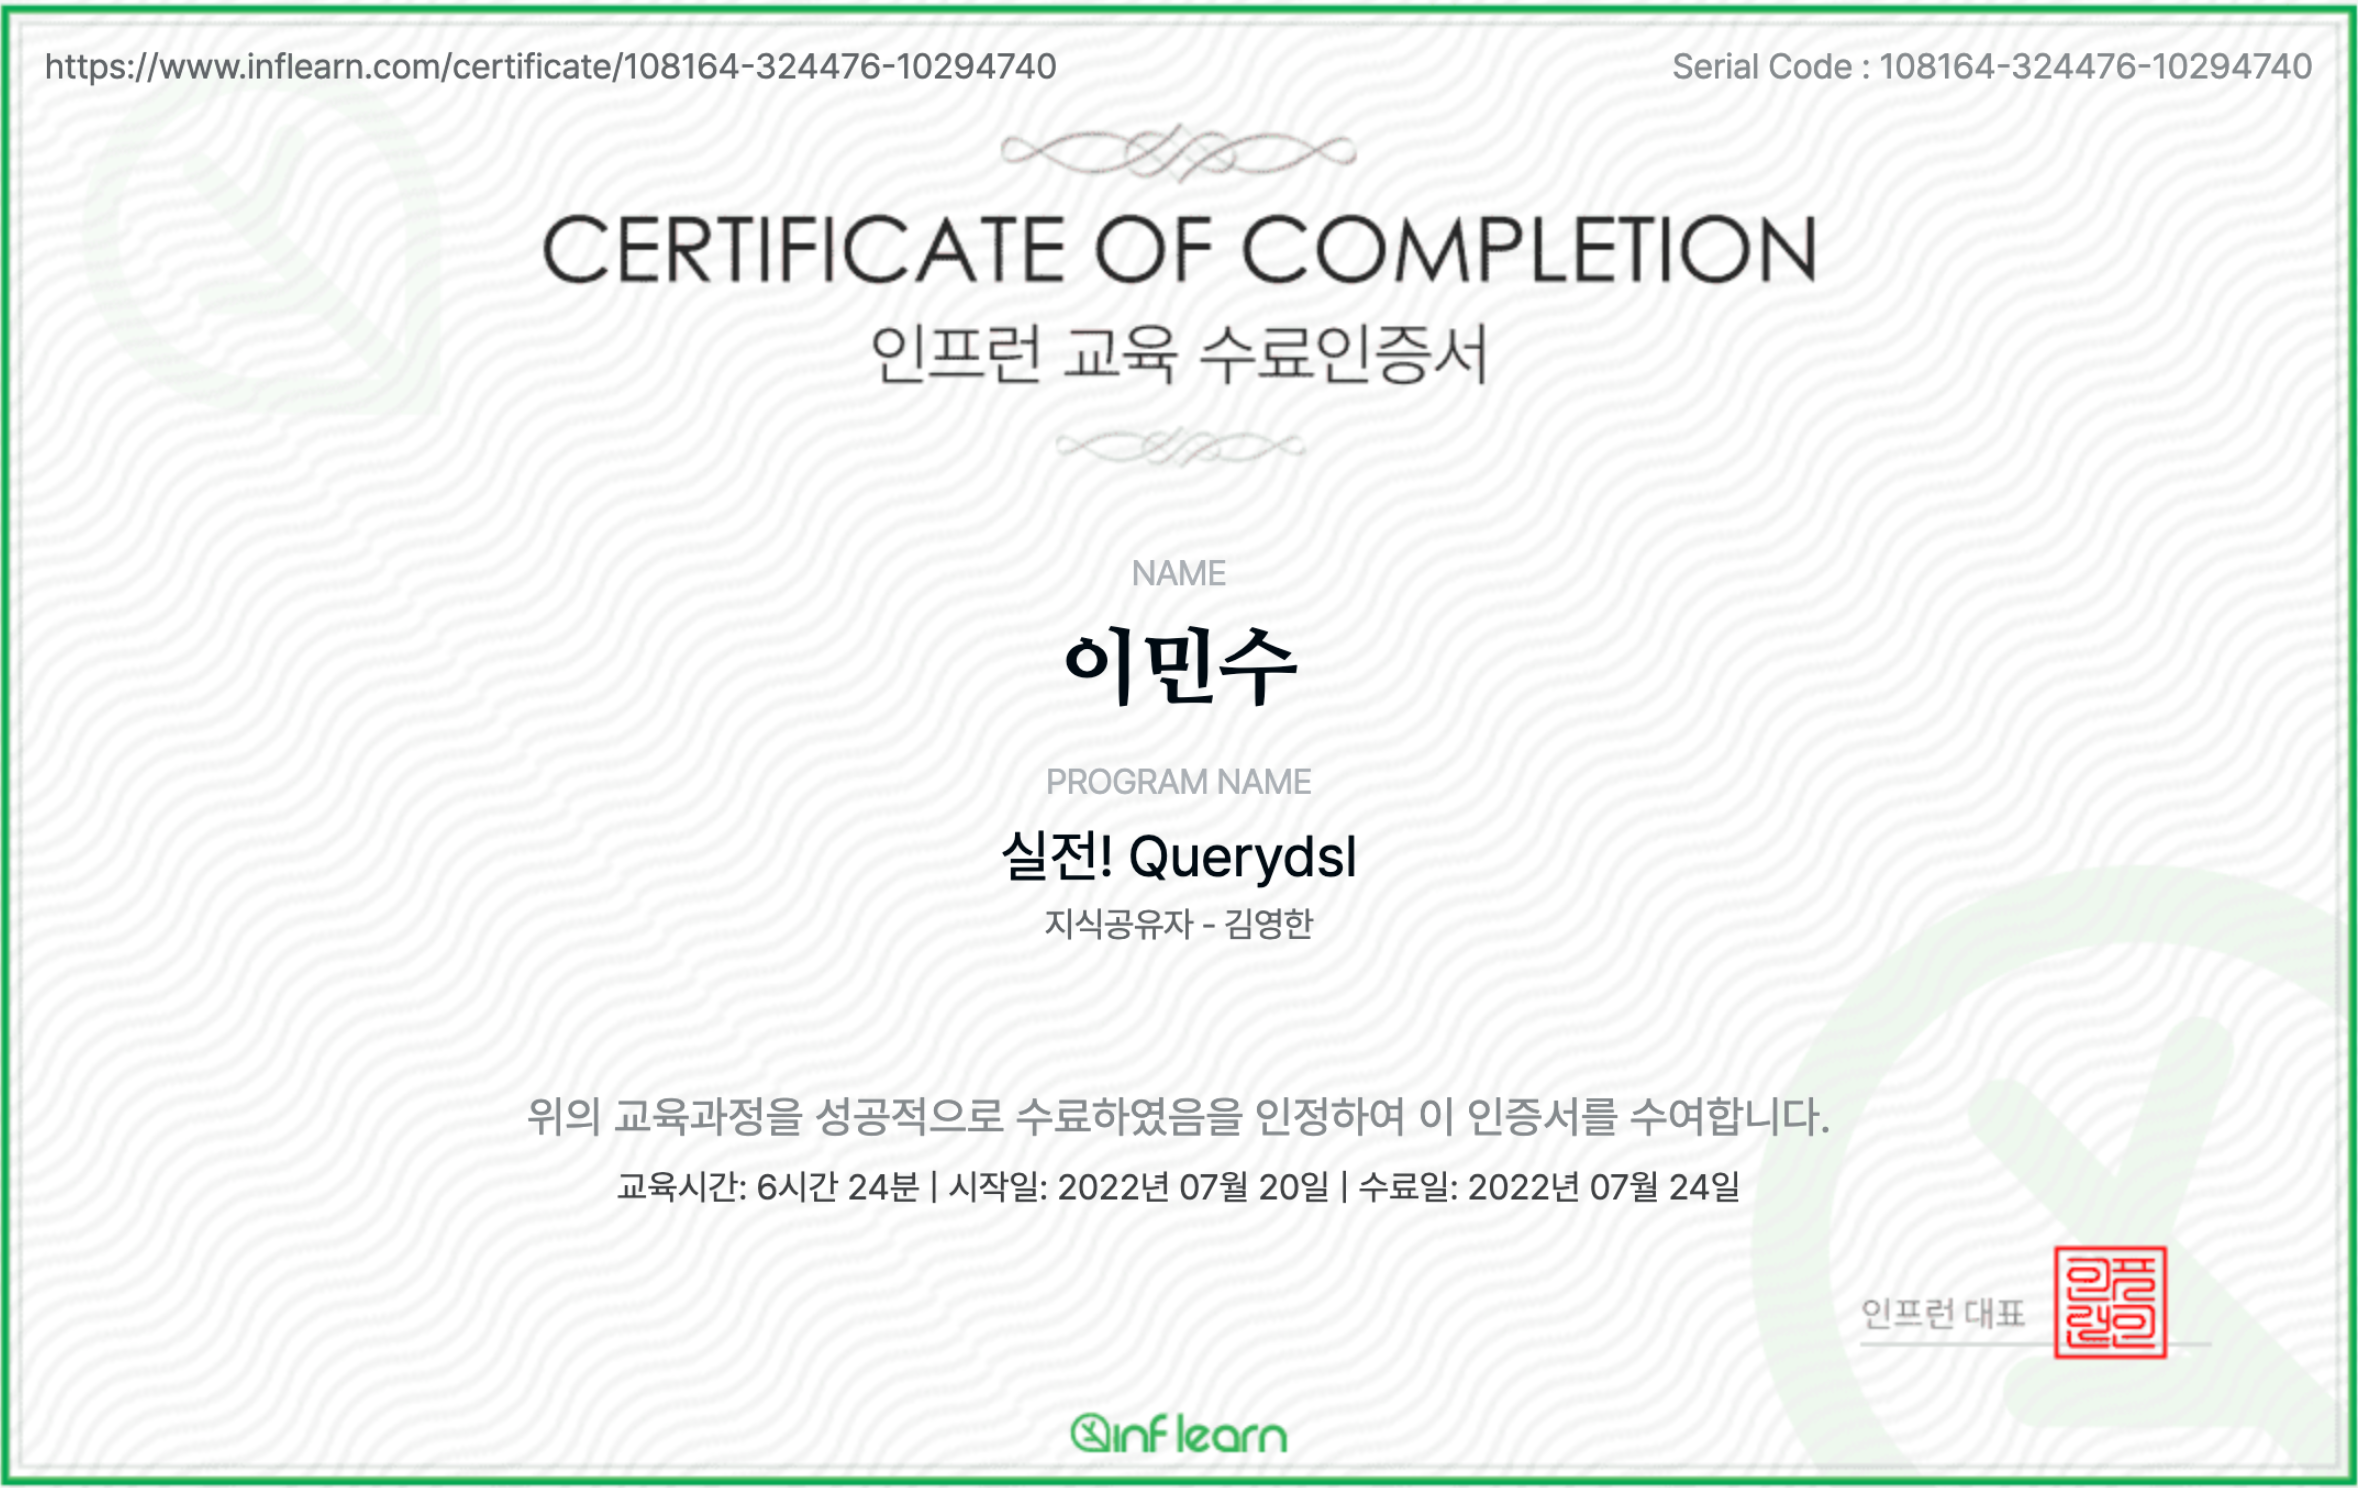 https://www.inflearn.com/certificate/108164-324476-10294740
Serial Code : 108164-324476-10294740
CERTIFICATE OF COMPLETION
인프런 교육 수료인증서
NAME
이민수
PROGRAM NAME
실전! Querydsl
지식공유자 - 김영한
위의 교육과정을 성공적으로 수료하였음을 인정하여 이 인증서를 수여합니다.
교육시간: 6시간 24분 | 시작일: 2022년 07월 20일 | 수료일: 2022년 07월 24일
인프런 대표
inflearn